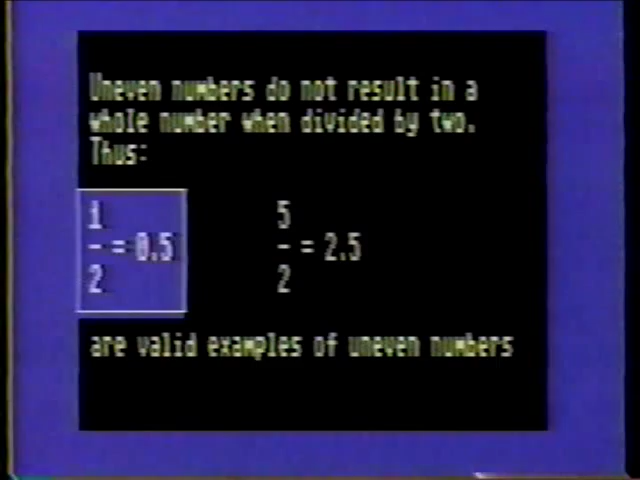 Uneven numbers do not result in a
whole number when divided by two.
Thus:
1
- = 0.5
2
5
- = 2.5
2
are valid examples of uneven numbers